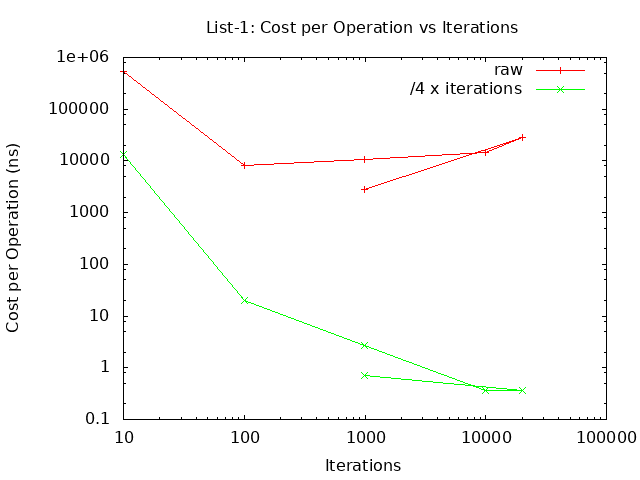 List-1: Cost per Operation vs Iterations
raw
/4 x iterations
Cost per Operation (ns)
1e+06
100000
10000
1000
100
10
1
0.1
10 100 1000 10000 100000
Iterations